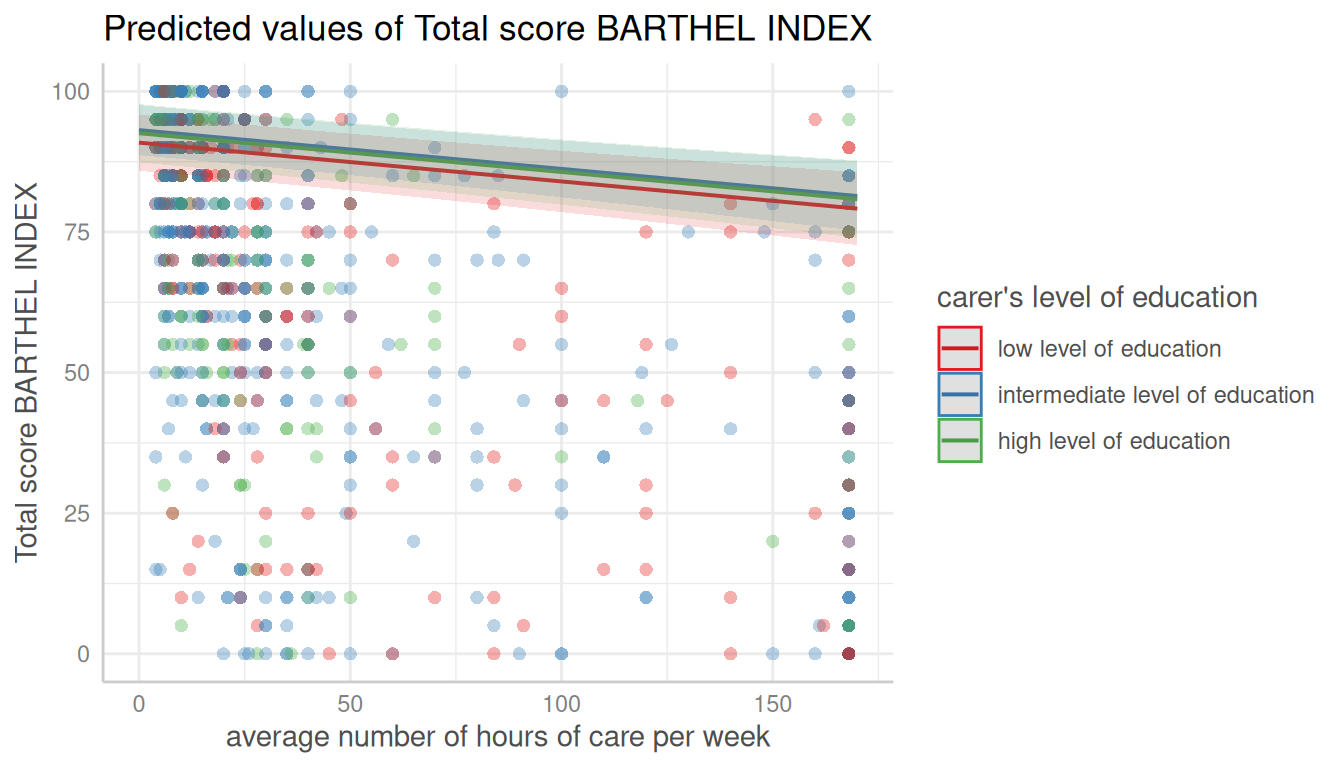 Predicted values of Total score BARTHEL INDEX
Total score BARTHEL INDEX
100
75
50
25
0
0
50
100
150
average number of hours of care per week
carer's level of education
low level of education
intermediate level of education
high level of education